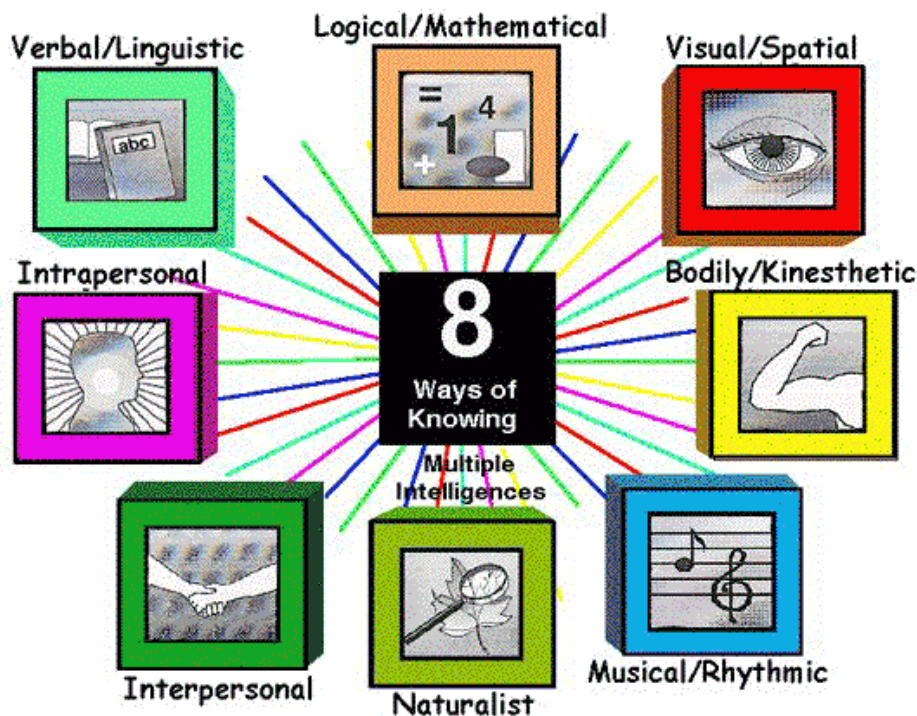 Logical/Mathematical
Verbal/Linguistic
Visual/Spatial
abc
= 4
1
+
Intrapersonal
Bodily/Kinesthetic
8
Ways of
Knowing
Multiple
Intelligences
Interpersonal
Naturalist
Musical/Rhythmic